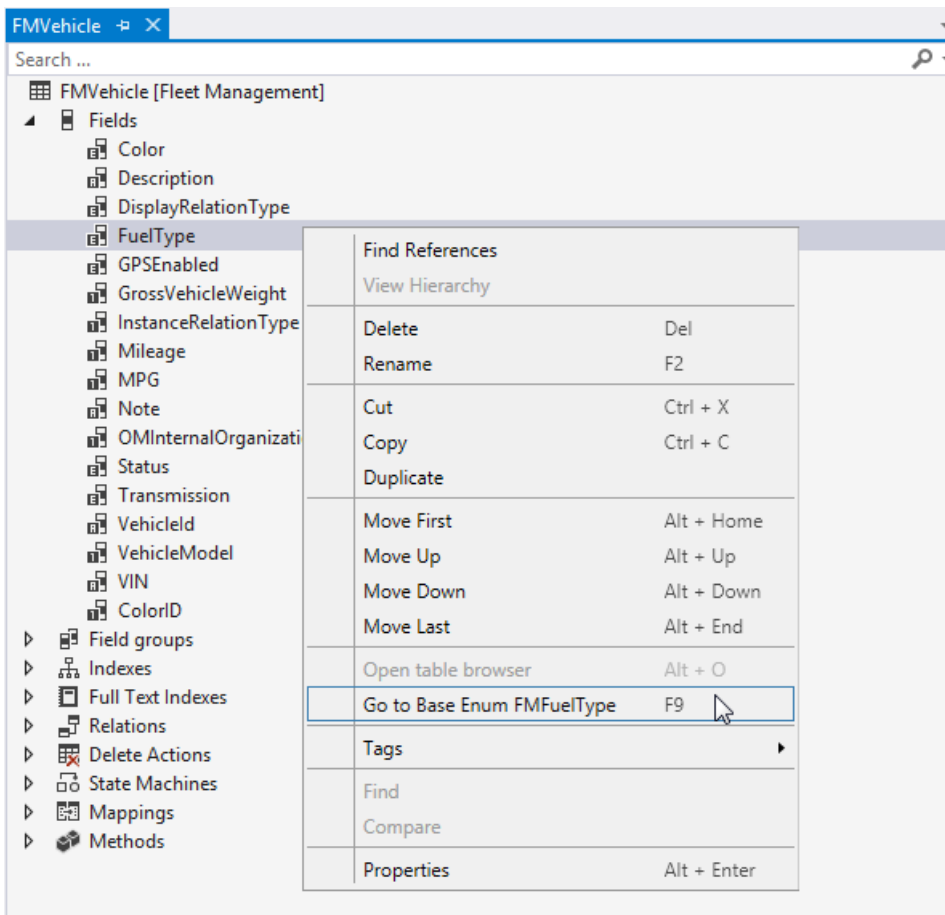 FMVehicle
Search ...
FMVehicle [Fleet Management]
Fields
Color
Description
DisplayRelationType
FuelType
GPSEnabled
GrossVehicleWeight
InstanceRelationType
Mileage
MPG
Note
OMInternalOrganizati
Status
Transmission
VehicleId
VehicleModel
VIN
ColorID
Field groups
Indexes
Full Text Indexes
Relations
Delete Actions
State Machines
Mappings
Methods
Find References
View Hierarchy
Delete Del
Rename F2
Cut Ctrl + X
Copy Ctrl + C
Duplicate
Move First Alt + Home
Move Up Alt + Up
Move Down Alt + Down
Move Last Alt + End
Open table browser Alt + O
Go to Base Enum FMFuelType F9
Tags
Find
Compare
Properties Alt + Enter